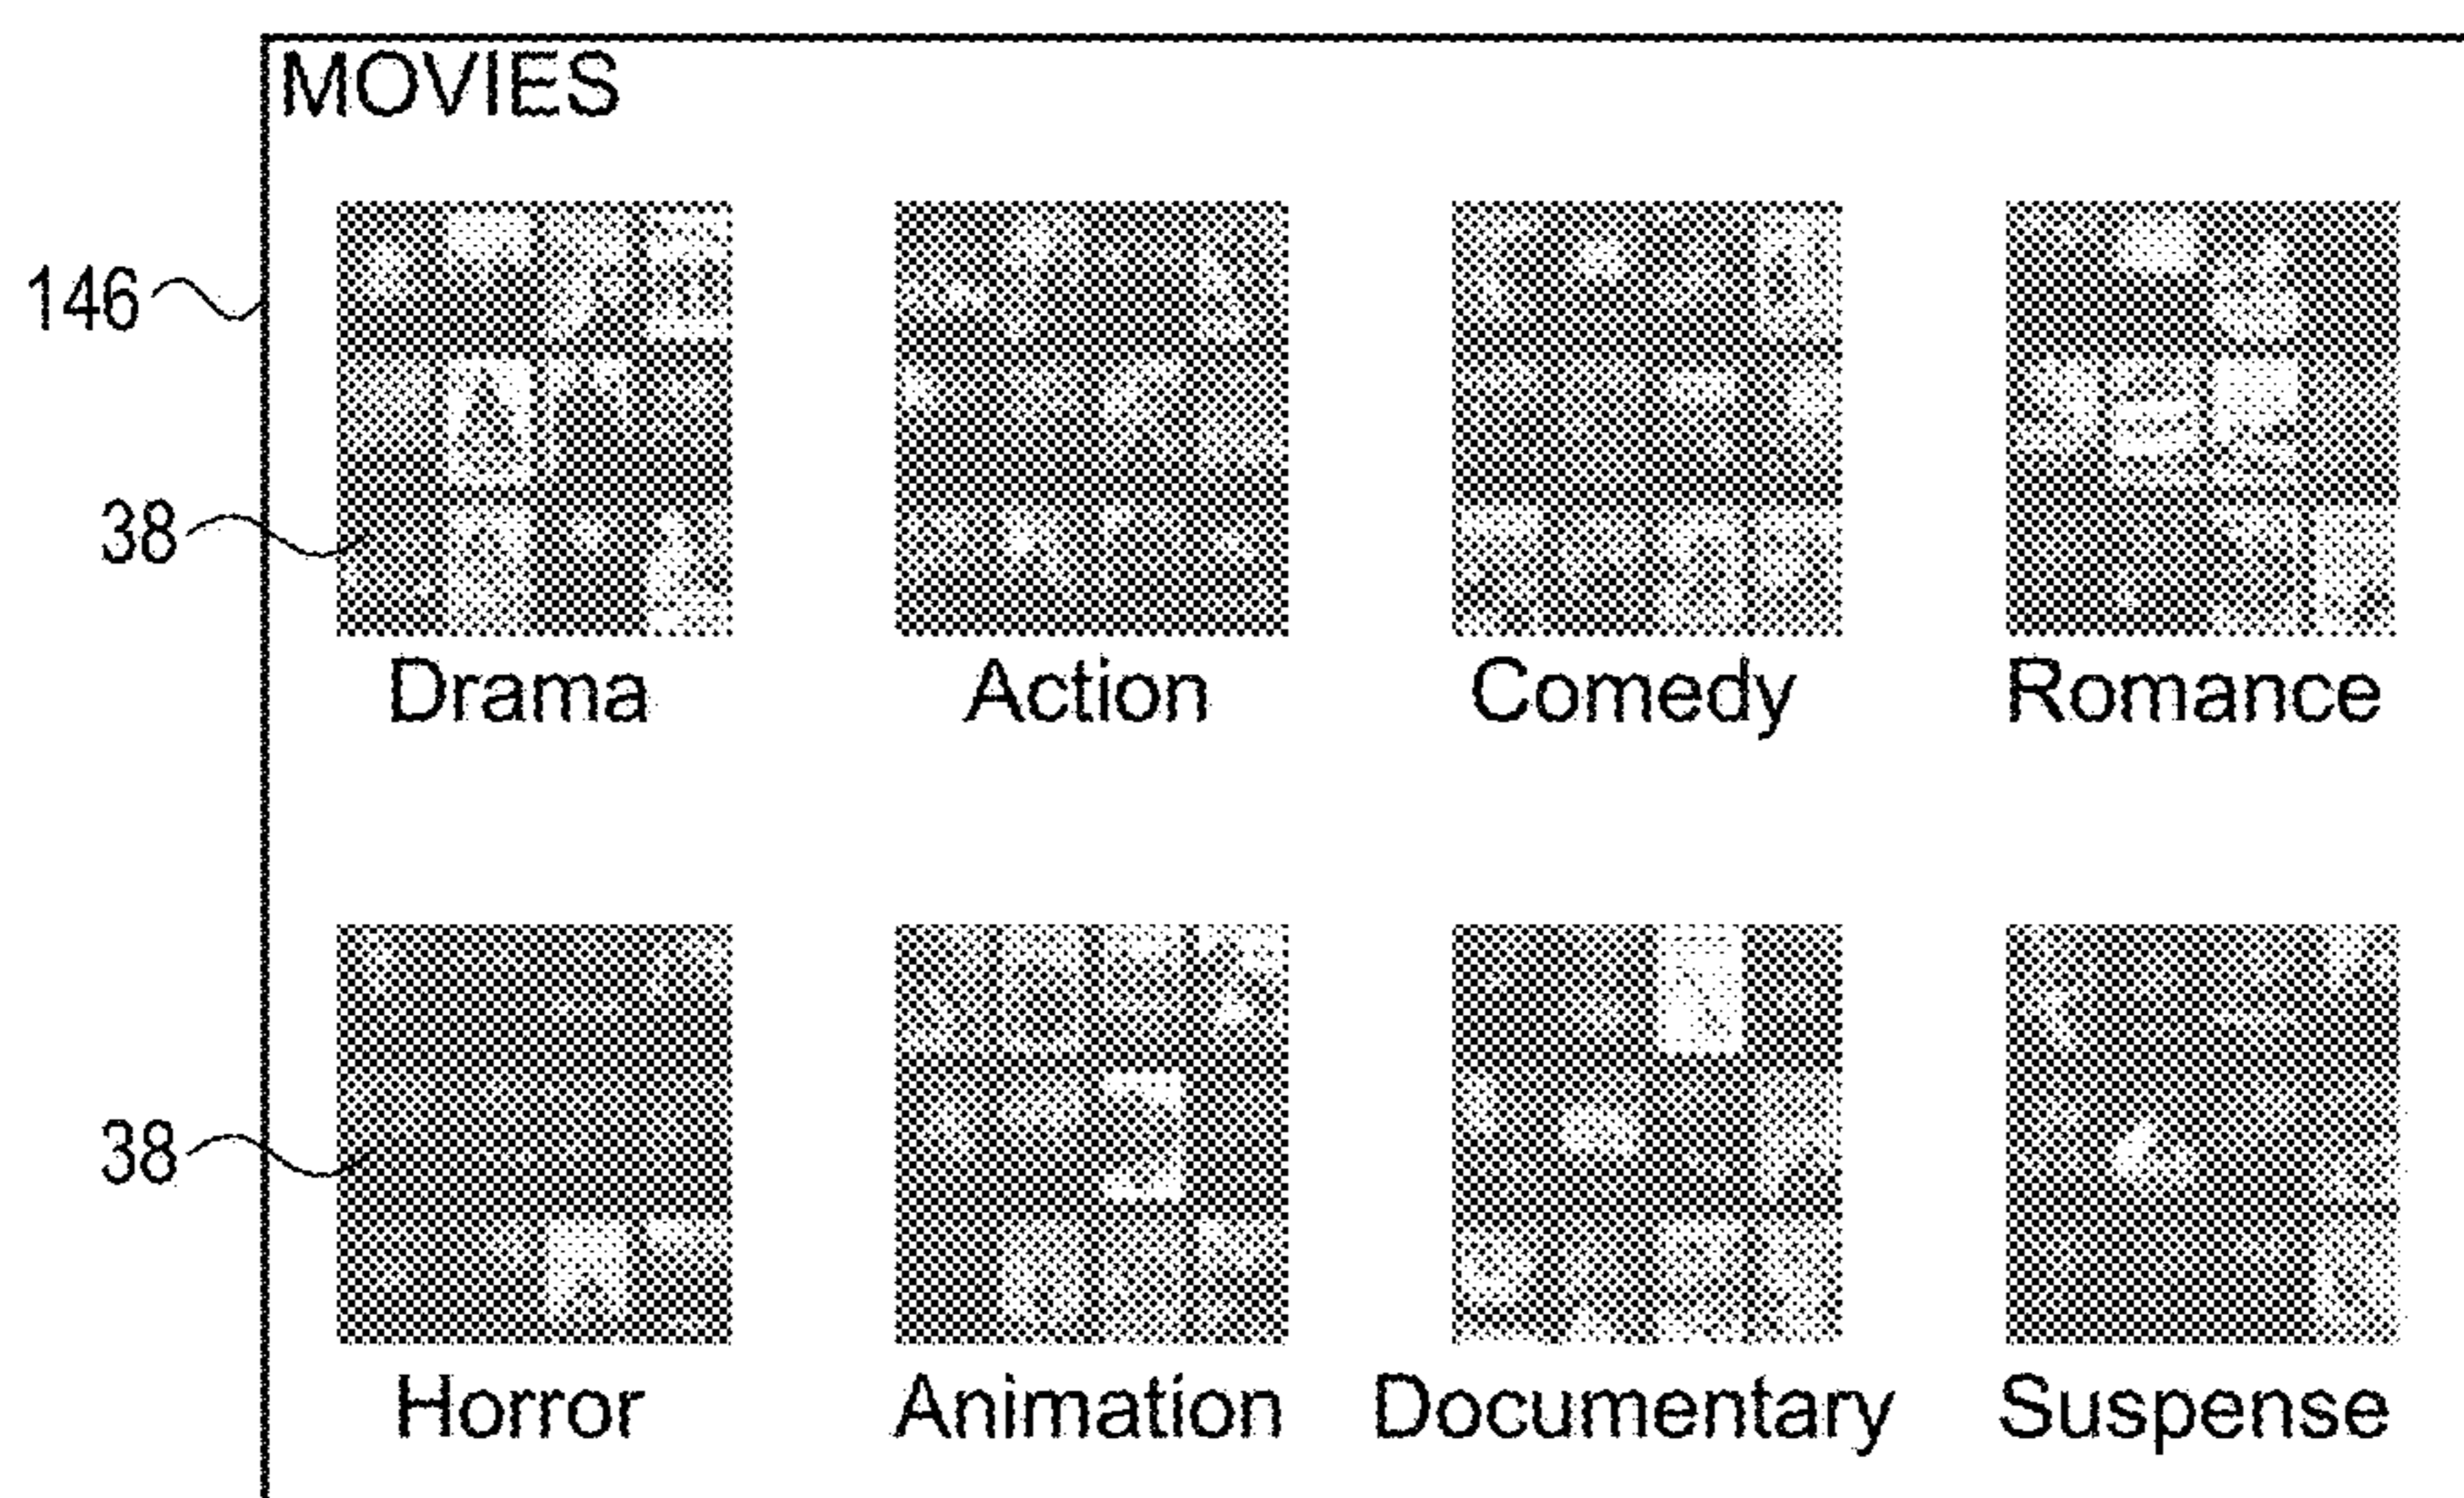 MOVIES
146
38
Drama Action Comedy Romance
38
Horror Animation Documentary Suspense